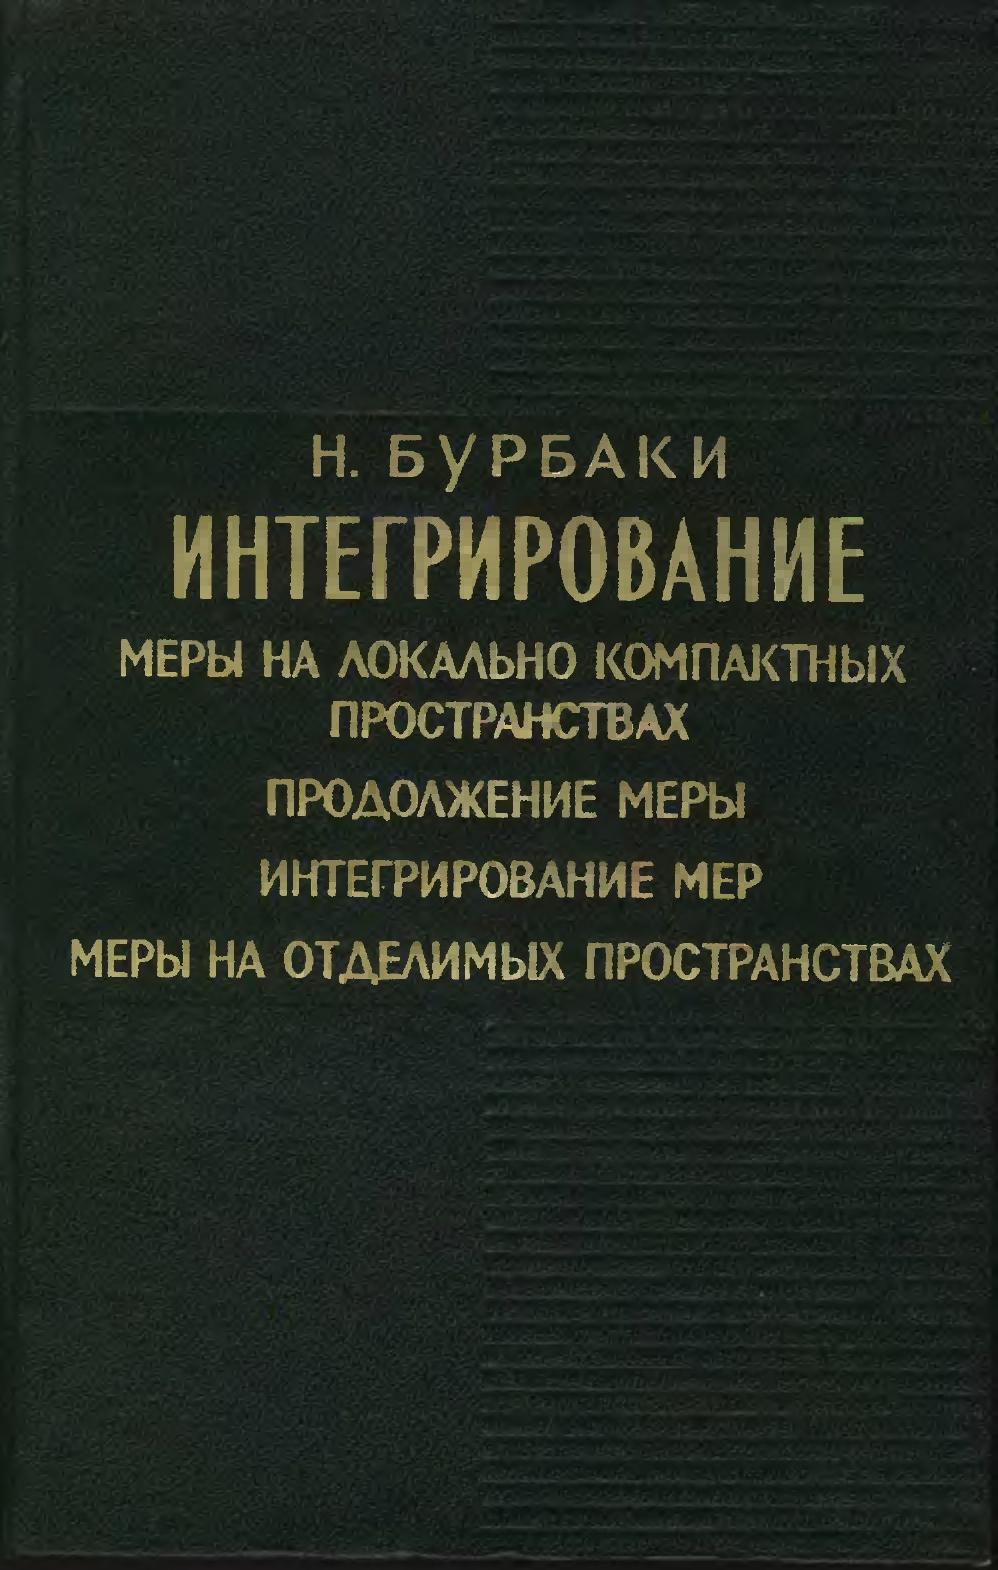 Н. БУРБАКИ
ИНТЕГРИРОВАНИЕ
МЕРЫ НА ЛОКАЛЬНО КОМПАКТНЫХ
ПРОСТРАНСТВАХ
ПРОДОЛЖЕНИЕ МЕРЫ
ИНТЕГРИРОВАНИЕ МЕР
МЕРЫ НА ОТДЕЛИМЫХ ПРОСТРАНСТВАХ